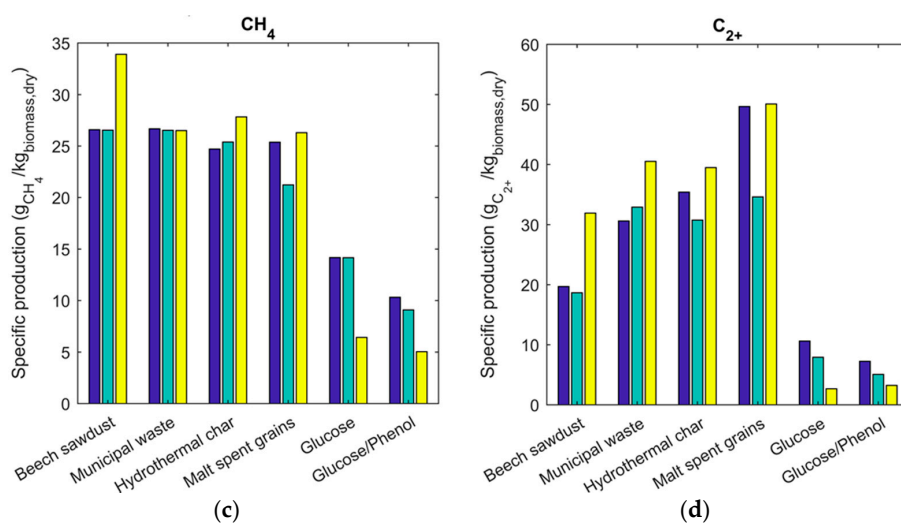 CH4
Specific production (gCH4/kgbiomass,dry)
35
30
25
20
15
10
5
0
Beech sawdust
Municipal waste
Hydrothermal char
Malt spent grains
Glucose
Glucose/Phenol
(c)
C2+
Specific production (gC2+/kgbiomass,dry)
60
50
40
30
20
10
0
Beech sawdust
Municipal waste
Hydrothermal char
Malt spent grains
Glucose
Glucose/Phenol
(d)